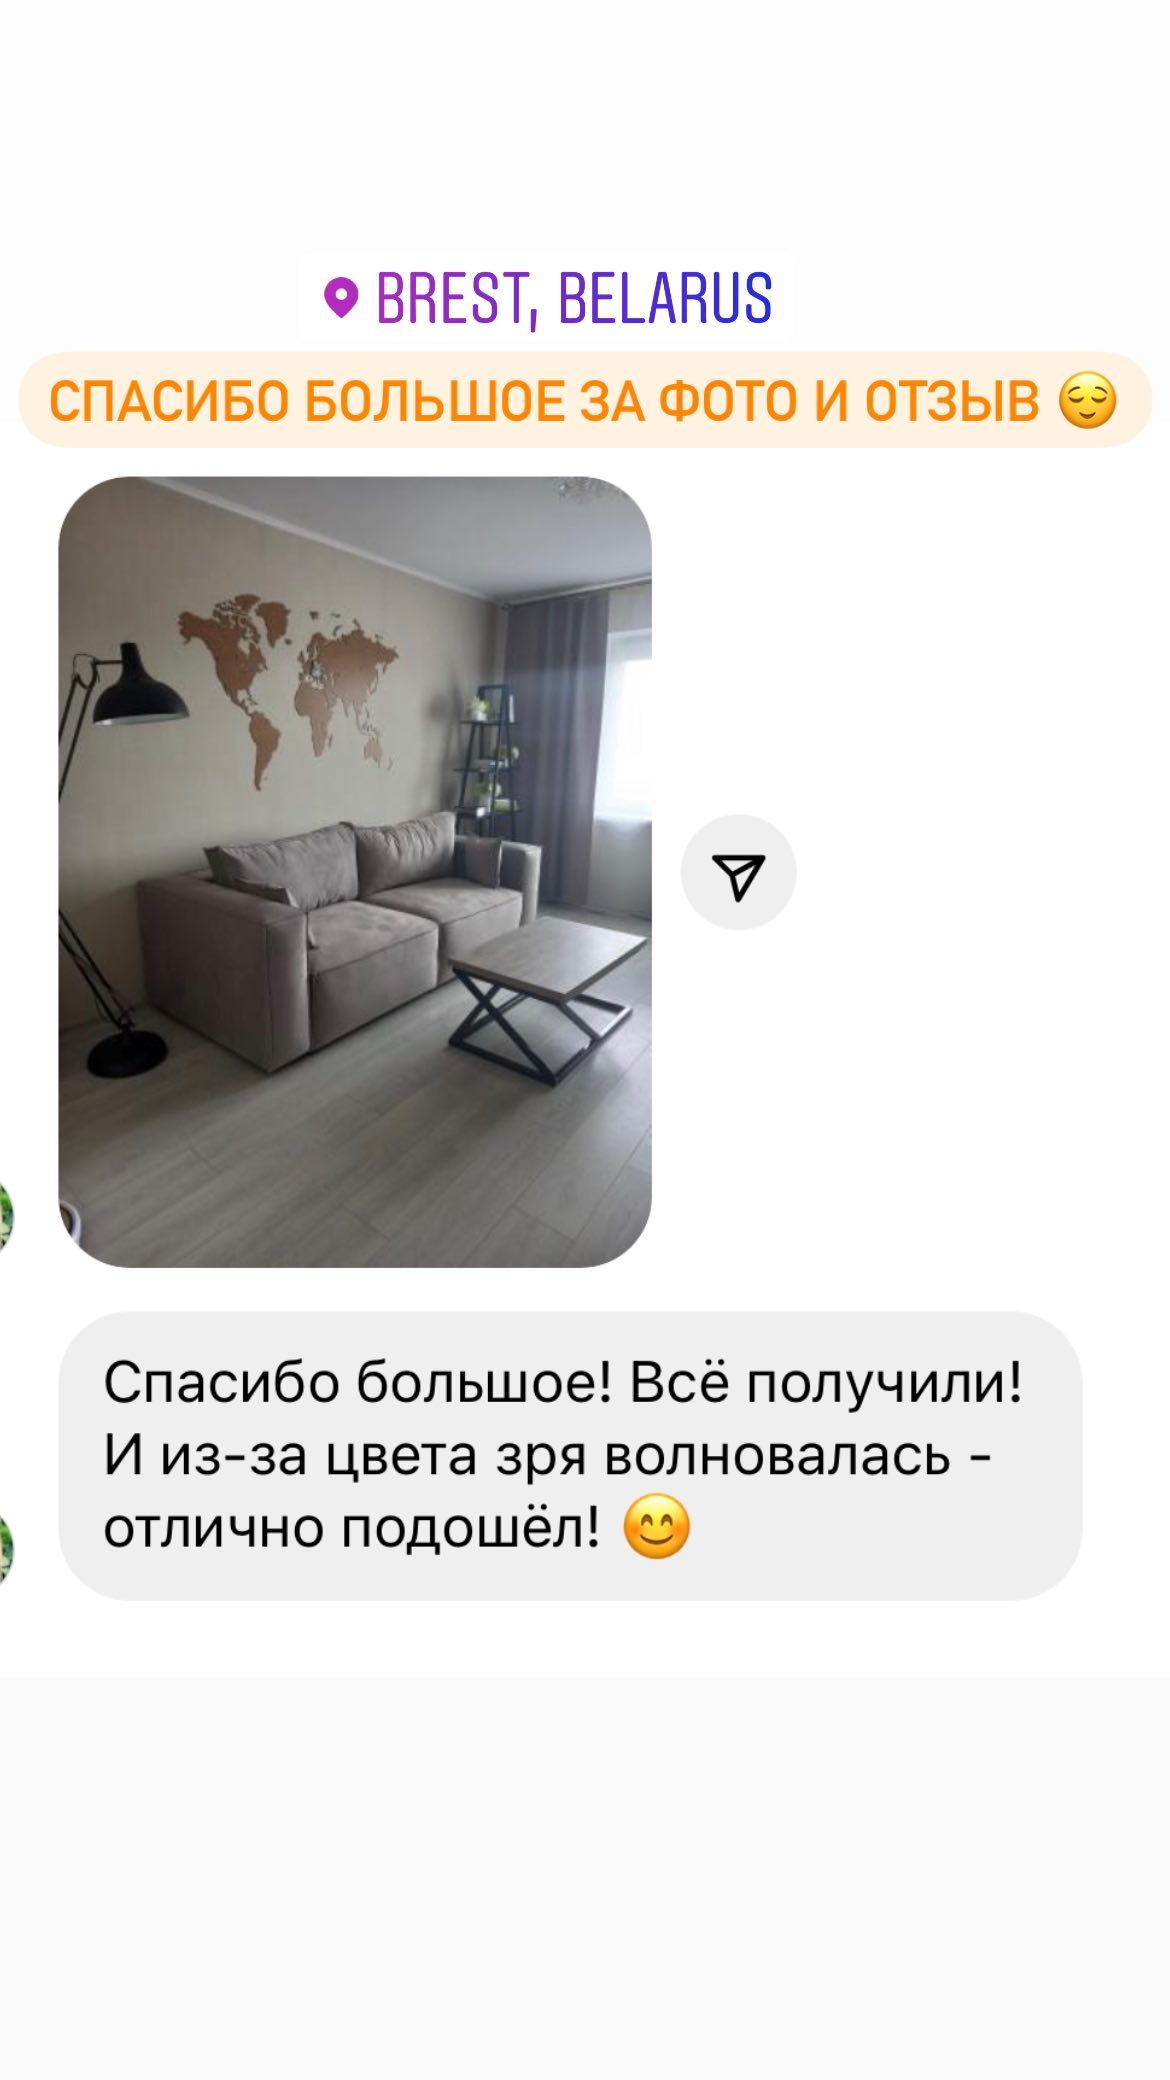 BREST, BELARUS
СПАСИБО БОЛЬШОЕ ЗА ФОТО И ОТЗЫВ 😌
Спасибо большое! Всё получили!
И из-за цвета зря волновалась -
отлично подошёл! 😊